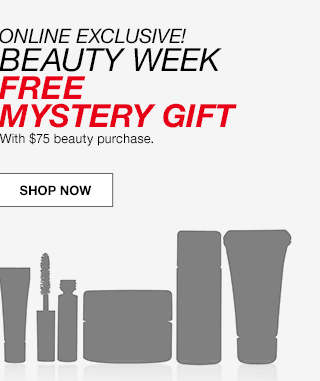 ONLINE EXCLUSIVE!
BEAUTY WEEK
FREE
MYSTERY GIFT
With $75 beauty purchase.
SHOP NOW